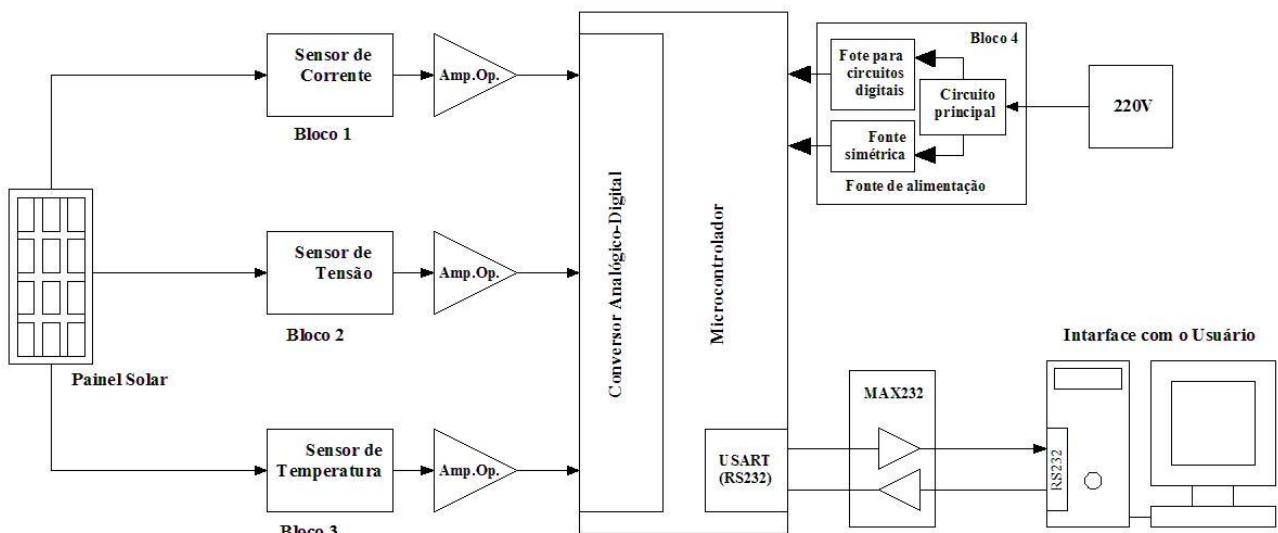 Sensor de
Corrente
Bloco 1
Amp.Op.
Sensor de
Tensão
Bloco 2
Amp.Op.
Painel Solar
Sensor de
Temperatura
Bloco 3
Amp.Op.
Conversor Analógico-Digital
Microcontrolador
Bloco 4
Fote para
circuitos
digitais
Circuito
principal
Fonte
simétrica
Fonte de alimentação
220V
USART
(RS232)
MAX232
Intarface com o Usuário
RS232